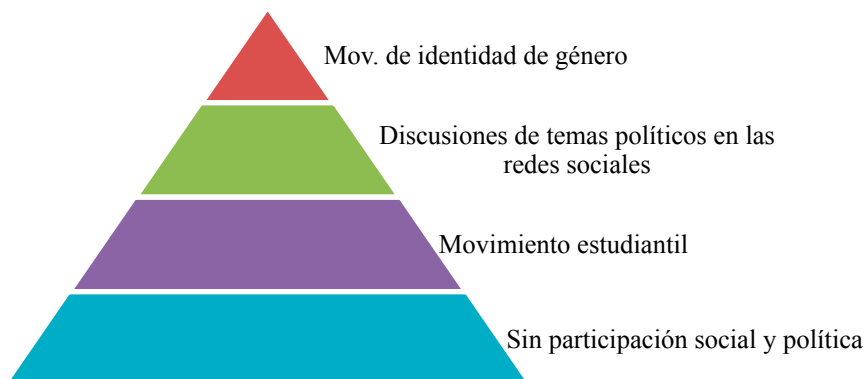 Mov. de identidad de género
Discusiones de temas políticos en las
redes sociales
Movimiento estudiantil
Sin participación social y política